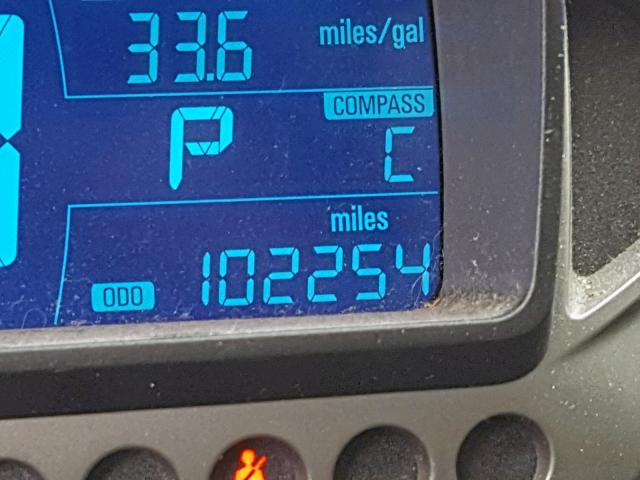 33.6 miles/gal
COMPASS
P C
miles
ODO 102254